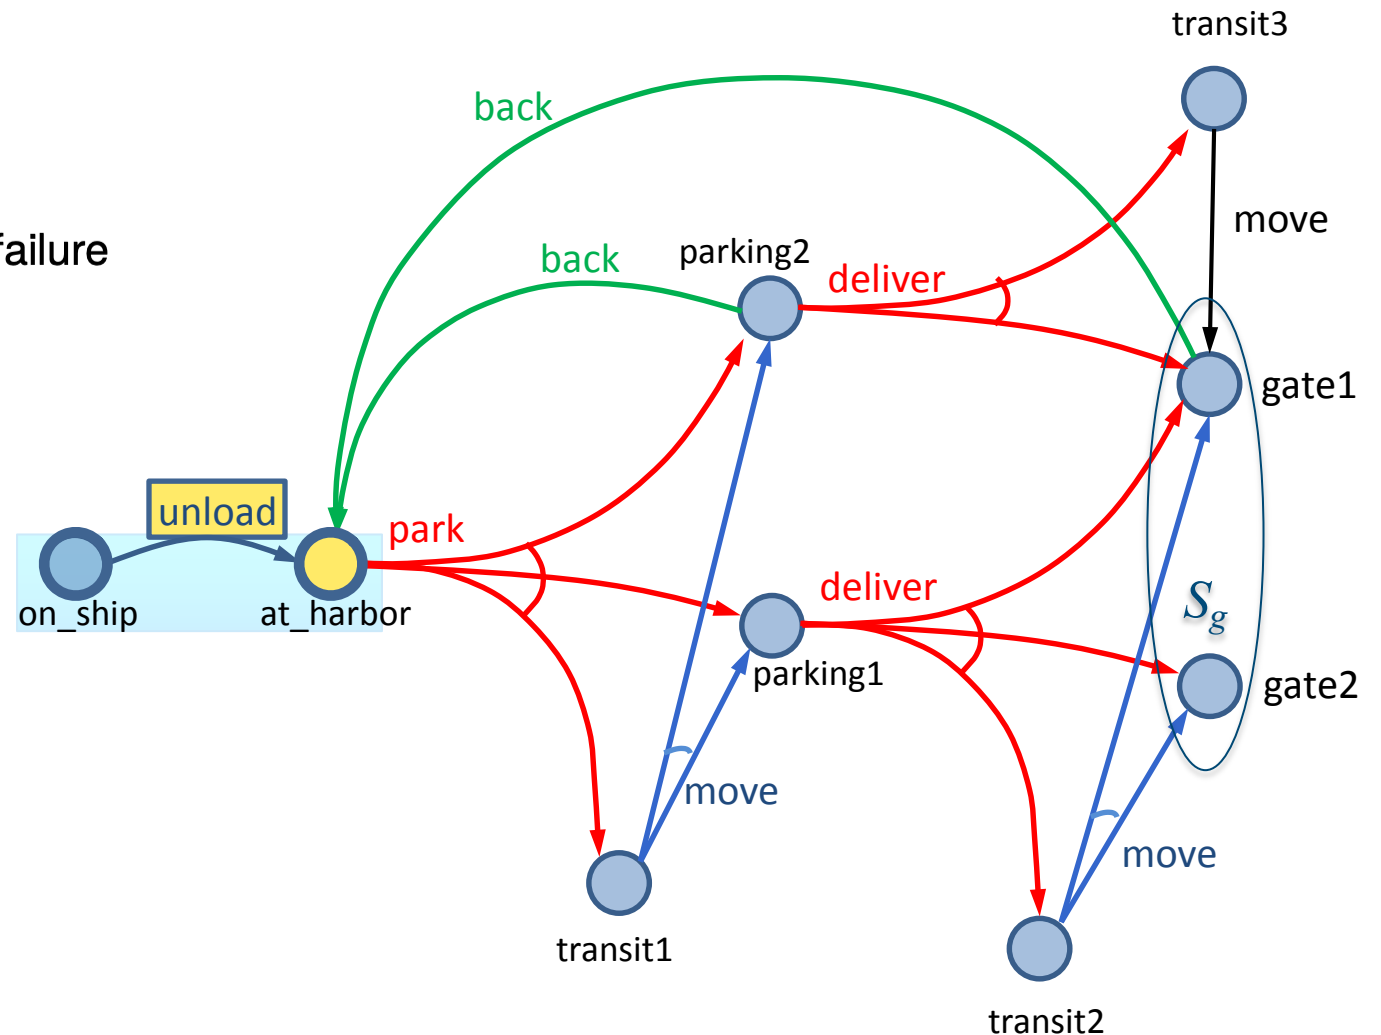 transit3
back
move
failure
parking2
back
deliver
gate1
unload
park
deliver
S_g
on_ship
at_harbor
parking1
gate2
move
move
transit1
transit2